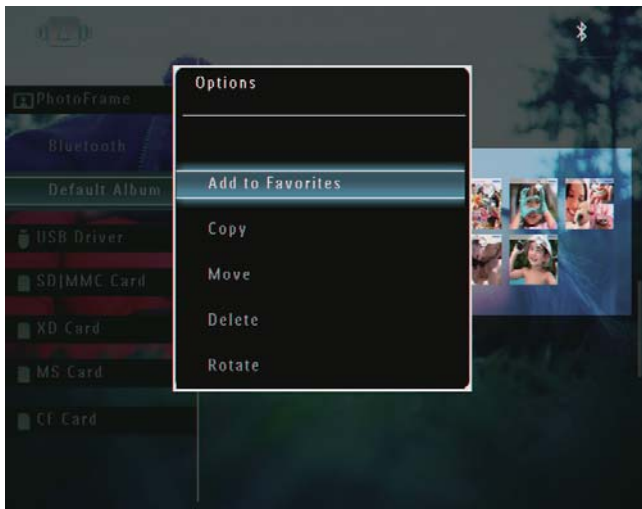 Options
PhotoFrame
Bluetooth
Default Album
Add to Favorites
USB Driver
Copy
SD|MMC Card
Move
XD Card
Delete
MS Card
Rotate
CF Card